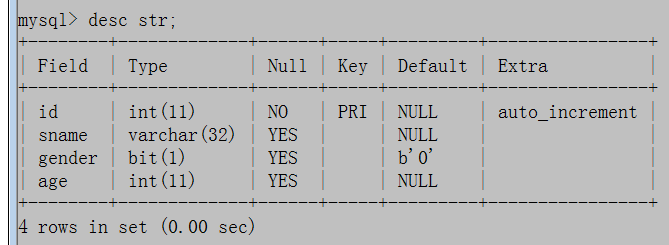 mysql> desc str;
+--------+-------------+------+-----+---------+----------------+
| Field  | Type        | Null | Key | Default | Extra          |
+--------+-------------+------+-----+---------+----------------+
| id     | int(11)     | NO   | PRI | NULL    | auto_increment |
| sname  | varchar(32) | YES  |     | NULL    |                |
| gender | bit(1)      | YES  |     | b'0'    |                |
| age    | int(11)     | YES  |     | NULL    |                |
+--------+-------------+------+-----+---------+----------------+
4 rows in set (0.00 sec)